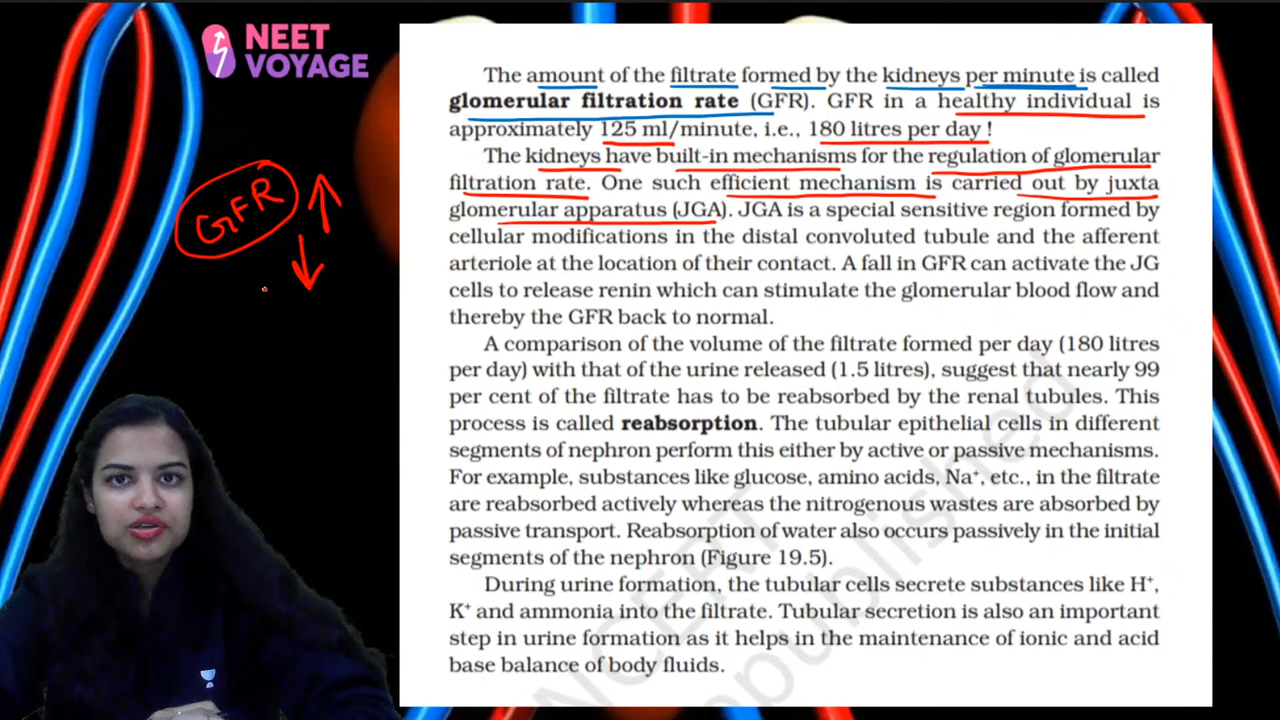 NEET
VOYAGE
The amount of the filtrate formed by the kidneys per minute is called
glomerular filtration rate (GFR). GFR in a healthy individual is
approximately 125 ml/minute, i.e., 180 litres per day !
The kidneys have built-in mechanisms for the regulation of glomerular
filtration rate. One such efficient mechanism is carried out by juxta
glomerular apparatus (JGA). JGA is a special sensitive region formed by
cellular modifications in the distal convoluted tubule and the afferent
arteriole at the location of their contact. A fall in GFR can activate the JG
cells to release renin which can stimulate the glomerular blood flow and
thereby the GFR back to normal.
A comparison of the volume of the filtrate formed per day (180 litres
per day) with that of the urine released (1.5 litres), suggest that nearly 99
per cent of the filtrate has to be reabsorbed by the renal tubules. This
process is called reabsorption. The tubular epithelial cells in different
segments of nephron perform this either by active or passive mechanisms.
For example, substances like glucose, amino acids, Na⁺, etc., in the filtrate
are reabsorbed actively whereas the nitrogenous wastes are absorbed by
passive transport. Reabsorption of water also occurs passively in the initial
segments of the nephron (Figure 19.5).
During urine formation, the tubular cells secrete substances like H⁺,
K⁺ and ammonia into the filtrate. Tubular secretion is also an important
step in urine formation as it helps in the maintenance of ionic and acid
base balance of body fluids.
GFR